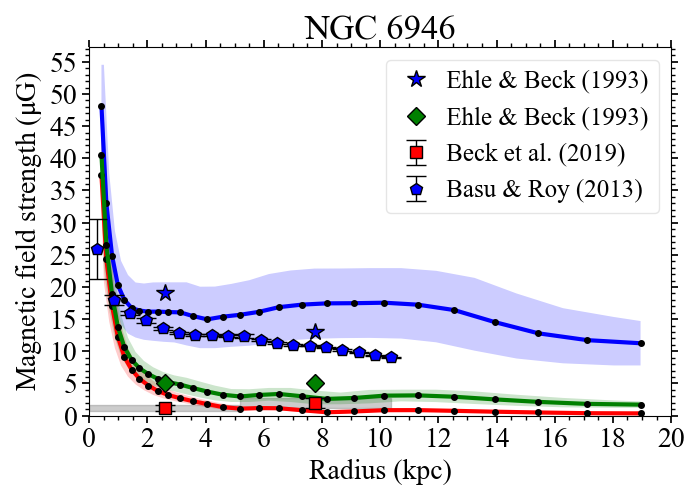 NGC 6946
Magnetic field strength (μG)
55
50
45
40
35
30
25
20
15
10
5
0
Ehle & Beck (1993)
Ehle & Beck (1993)
Beck et al. (2019)
Basu & Roy (2013)
0 2 4 6 8 10 12 14 16 18 20
Radius (kpc)